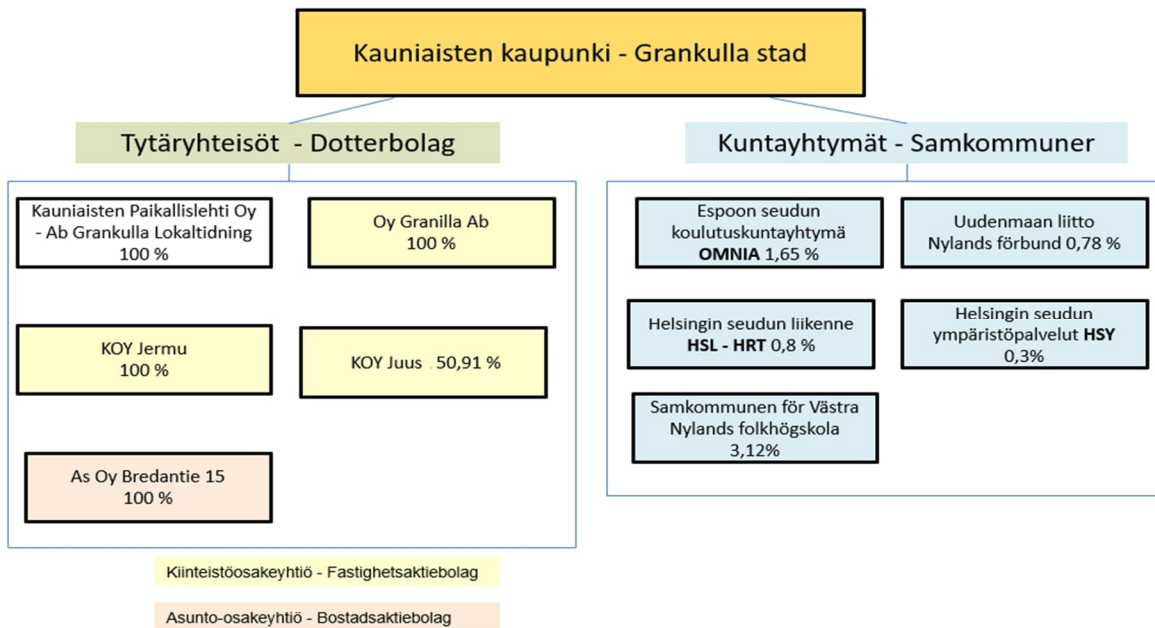 Kauniaisten kaupunki - Grankulla stad
Tytäryhteisöt - Dotterbolag
Kauniaisten Paikallislehti Oy
- Ab Grankulla Lokaltidning
100 %
Oy Granilla Ab
100 %
KOY Jermu
100 %
KOY Juus . 50,91 %
As Oy Bredantie 15
100 %
Kuntayhtymät - Samkommuner
Espoon seudun
koulutuskuntayhtymä
OMNIA 1,65 %
Uudenmaan liitto
Nylands förbund 0,78 %
Helsingin seudun liikenne
HSL - HRT 0,8 %
Helsingin seudun
ympäristöpalvelut HSY
0,3%
Samkommunen för Västra
Nylands folkhögskola
3,12%
Kiinteistöosakeyhtiö - Fastighetsaktiebolag
Asunto-osakeyhtiö - Bostadsaktiebolag